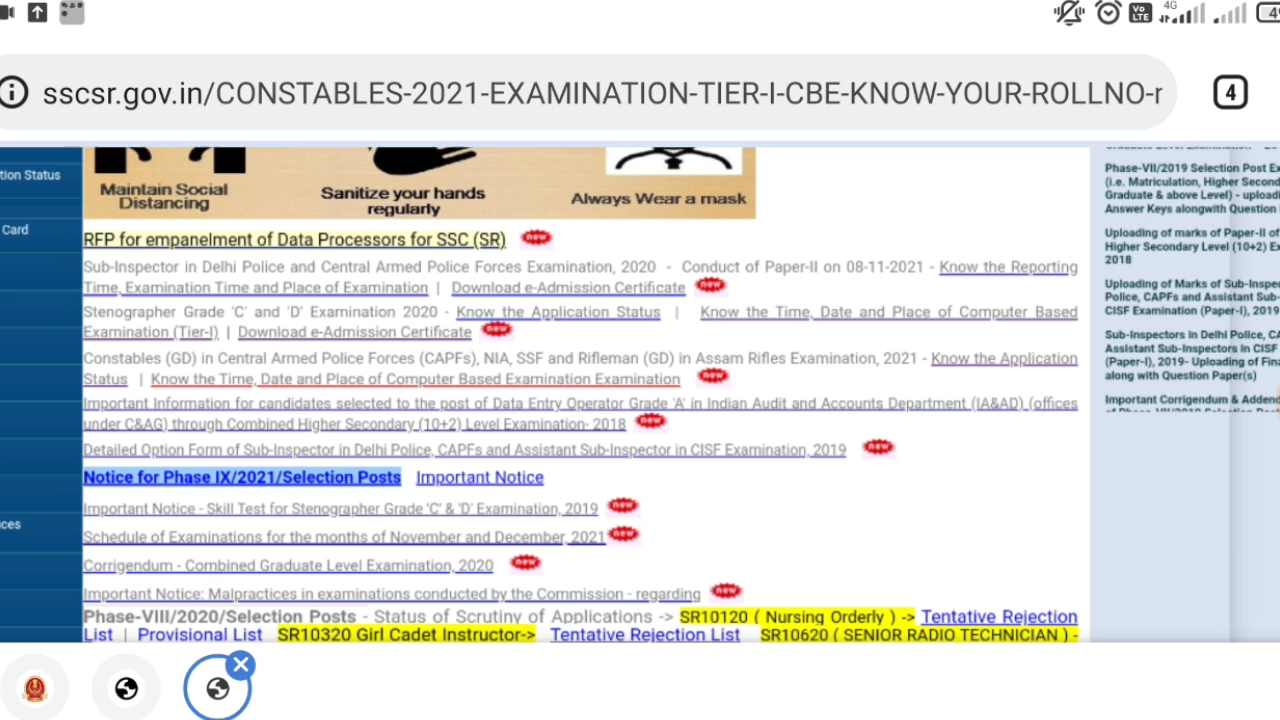 Vo
LTE
4G
sscsr.gov.in/CONSTABLES-2021-EXAMINATION-TIER-I-CBE-KNOW-YOUR-ROLLNO-r
4
tion Status
Card
ces
Maintain Social
Distancing
Sanitize your hands
regularly
Always Wear a mask
RFP for empanelment of Data Processors for SSC (SR) new
Sub-Inspector in Delhi Police and Central Armed Police Forces Examination, 2020 - Conduct of Paper-II on 08-11-2021 - Know the Reporting
Time, Examination Time and Place of Examination | Download e-Admission Certificate new
Stenographer Grade 'C' and 'D' Examination 2020 - Know the Application Status | Know the Time, Date and Place of Computer Based
Examination (Tier-I) | Download e-Admission Certificate new
Constables (GD) in Central Armed Police Forces (CAPFs), NIA, SSF and Rifleman (GD) in Assam Rifles Examination, 2021 - Know the Application
Status | Know the Time, Date and Place of Computer Based Examination Examination new
Important Information for candidates selected to the post of Data Entry Operator Grade 'A' in Indian Audit and Accounts Department (IA&AD) (offices
under C&AG) through Combined Higher Secondary (10+2) Level Examination- 2018 new
Detailed Option Form of Sub-Inspector in Delhi Police, CAPFs and Assistant Sub-Inspector in CISF Examination, 2019 new
Notice for Phase IX/2021/Selection Posts Important Notice
Important Notice - Skill Test for Stenographer Grade 'C' & 'D' Examination, 2019 new
Schedule of Examinations for the months of November and December, 2021 new
Corrigendum - Combined Graduate Level Examination, 2020 new
Important Notice: Malpractices in examinations conducted by the Commission - regarding new
Phase-VIII/2020/Selection Posts - Status of Scrutiny of Applications -> SR10120 ( Nursing Orderly ) -> Tentative Rejection
List | Provisional List SR10320 Girl Cadet Instructor-> Tentative Rejection List SR10620 ( SENIOR RADIO TECHNICIAN ) -
Phase-VII/2019 Selection Post Ex
(i.e. Matriculation, Higher Second
Graduate & above Level) - uploadi
Answer Keys alongwith Question
Uploading of marks of Paper-II of
Higher Secondary Level (10+2) Ex
2018
Uploading of Marks of Sub-Inspec
Police, CAPFs and Assistant Sub-
CISF Examination (Paper-I), 2019
Sub-Inspectors in Delhi Police, CA
Assistant Sub-Inspectors in CISF
(Paper-I), 2019- Uploading of Fina
along with Question Paper(s)
Important Corrigendum & Addend